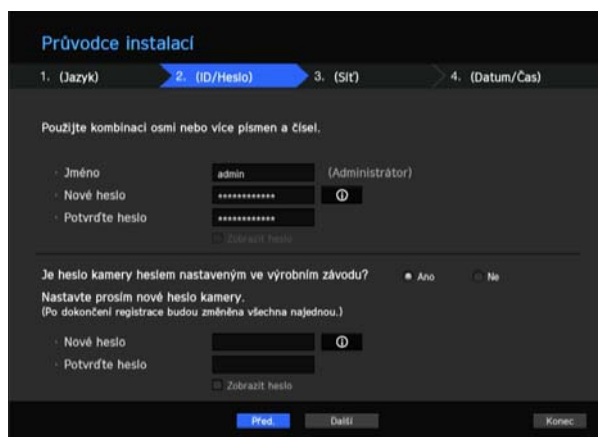 Průvodce instalací
1. (Jazyk) 2. (ID/Heslo) 3. (Síť) 4. (Datum/Čas)
Použijte kombinaci osmi nebo více písmen a čísel.
· Jméno admin (Administrátor)
· Nové heslo ************
· Potvrďte heslo ************
Zobrazit heslo
Je heslo kamery heslem nastaveným ve výrobním závodu? Ano Ne
Nastavte prosím nové heslo kamery.
(Po dokončení registrace budou změněna všechna najednou.)
· Nové heslo
· Potvrďte heslo
Zobrazit heslo
Před. Další Konec